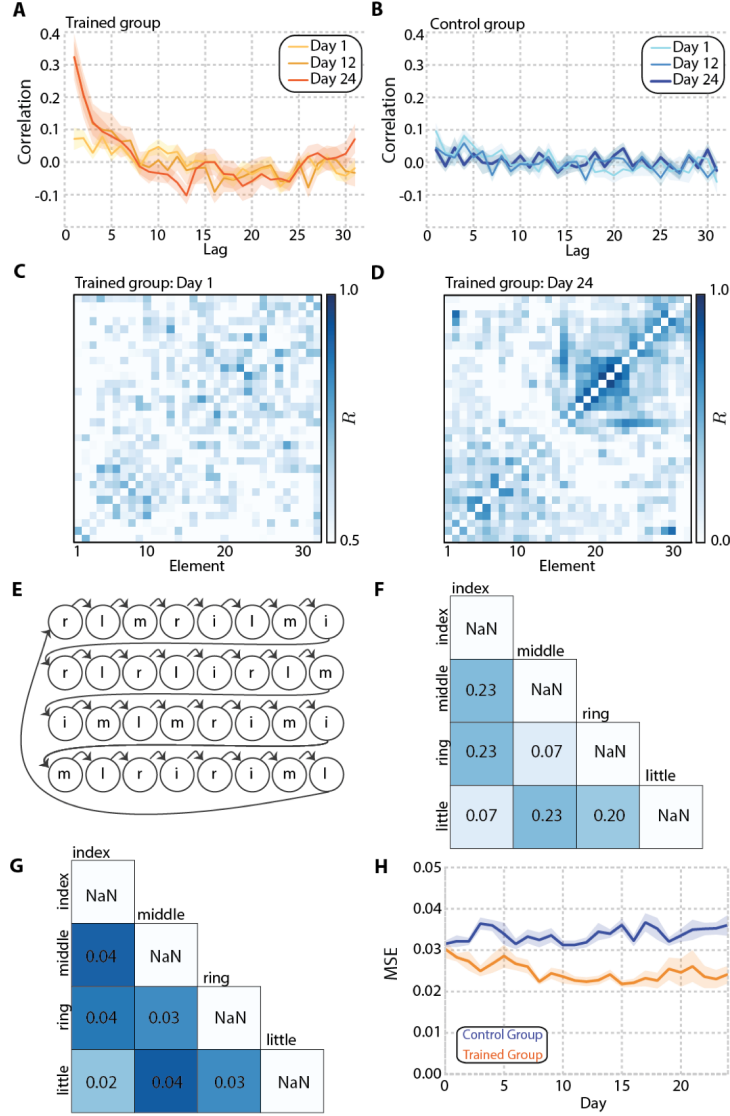 A
Trained group
0.4
0.3
0.2
0.1
0.0
-0.1
Correlation
Day 1
Day 12
Day 24
0 5 10 15 20 25 30
Lag
B
Control group
0.4
0.3
0.2
0.1
0.0
-0.1
Correlation
Day 1
Day 12
Day 24
0 5 10 15 20 25 30
Lag
C
Trained group: Day 1
1.0
R
0.5
1 10 20 30
Element
D
Trained group: Day 24
1.0
R
0.0
1 10 20 30
Element
E
r l m r i l m i
r l r l i r l m
i m l m r i m i
m l r i r i m l
F
index
index NaN
middle
middle 0.23 NaN
ring
ring 0.23 0.07 NaN
little
little 0.07 0.23 0.20 NaN
G
index
index NaN
middle
middle 0.04 NaN
ring
ring 0.04 0.03 NaN
little
little 0.02 0.04 0.03 NaN
H
0.05
0.04
0.03
0.02
0.01
0.00
MSE
Control Group
Trained Group
0 5 10 15 20
Day